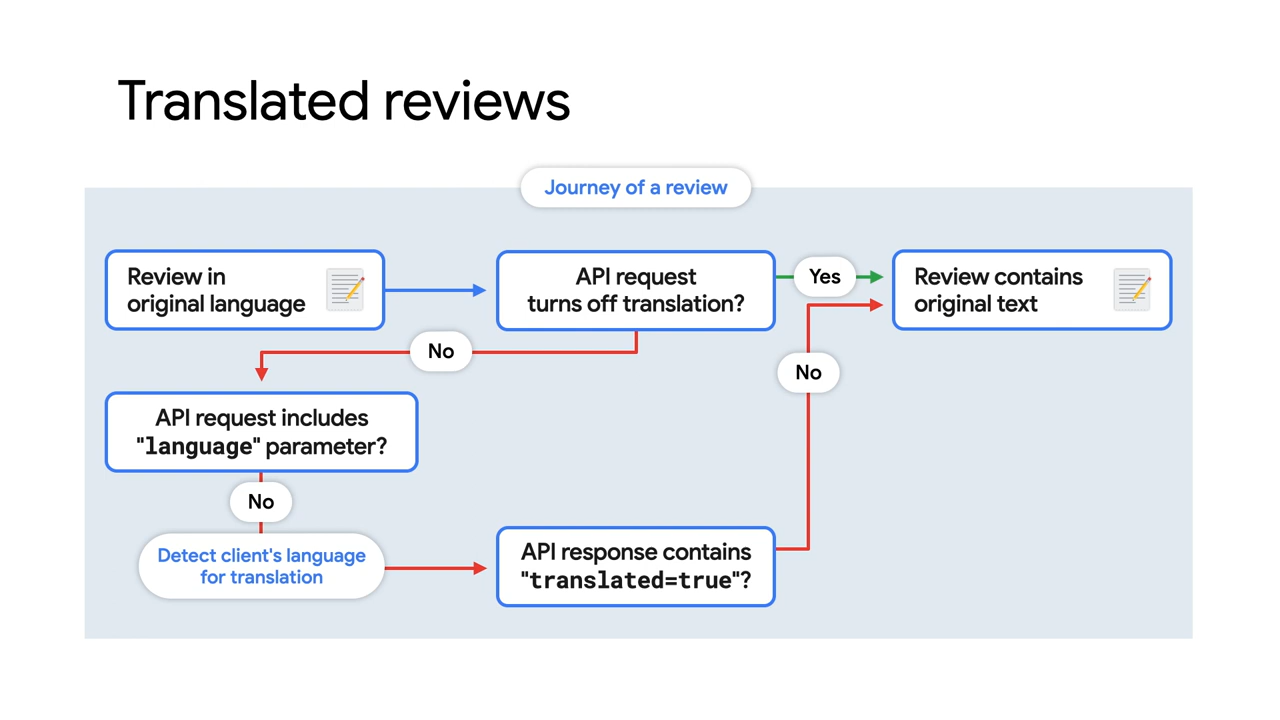 Translated reviews
Journey of a review
Review in
original language
API request
turns off translation?
Yes
Review contains
original text
No
No
API request includes
"language" parameter?
No
Detect client's language
for translation
API response contains
"translated=true"?